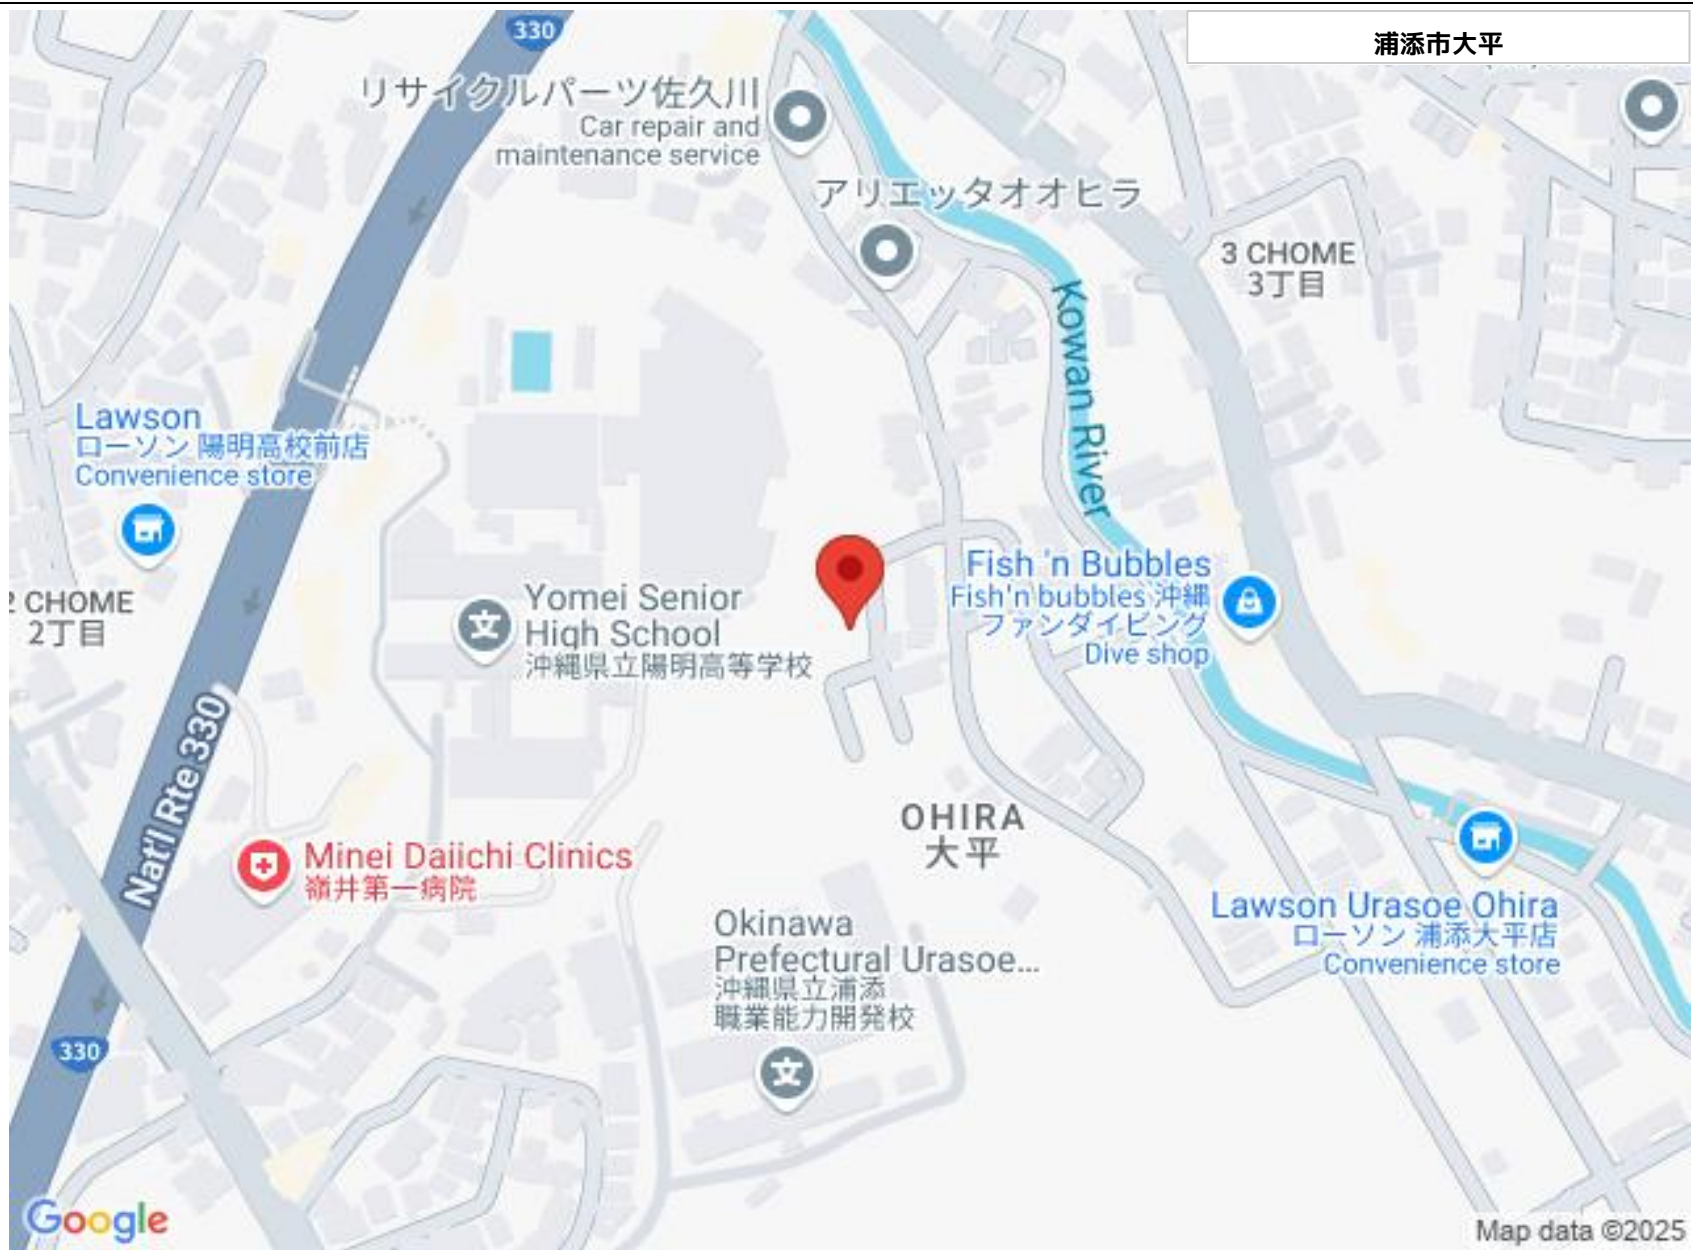 浦添市大平
330
リサイクルパーツ佐久川
Car repair and
maintenance service
アリエッタオオヒラ
3 CHOME
3丁目
Kowan River
Lawson
ローソン 陽明高校前店
Convenience store
Fish 'n Bubbles
Fish'n bubbles 沖縄
ファンダイビング
Dive shop
2 CHOME
2丁目
Yomei Senior
High School
沖縄県立陽明高等学校
文
Nat'l Rte 330
OHIRA
大平
Minei Daiichi Clinics
嶺井第一病院
Lawson Urasoe Ohira
ローソン 浦添大平店
Convenience store
Okinawa
Prefectural Urasoe...
沖縄県立浦添
職業能力開発校
文
330
Google
Map data ©2025